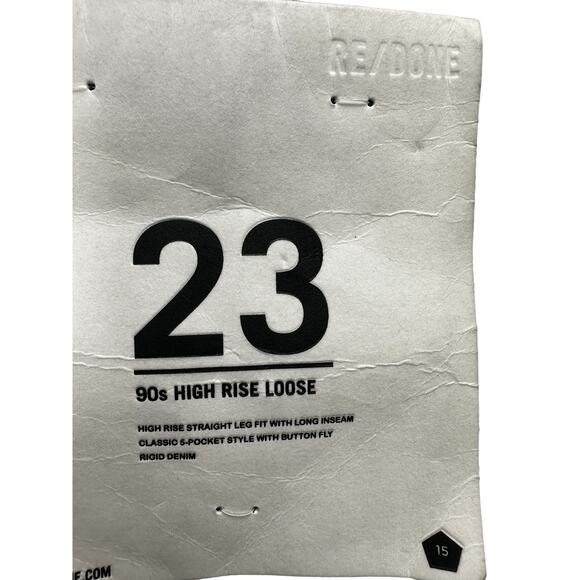 RE/DONE
23
90s HIGH RISE LOOSE
HIGH RISE STRAIGHT LEG FIT WITH LONG INSEAM
CLASSIC 5-POCKET STYLE WITH BUTTON FLY
RIGID DENIM
15
E.COM